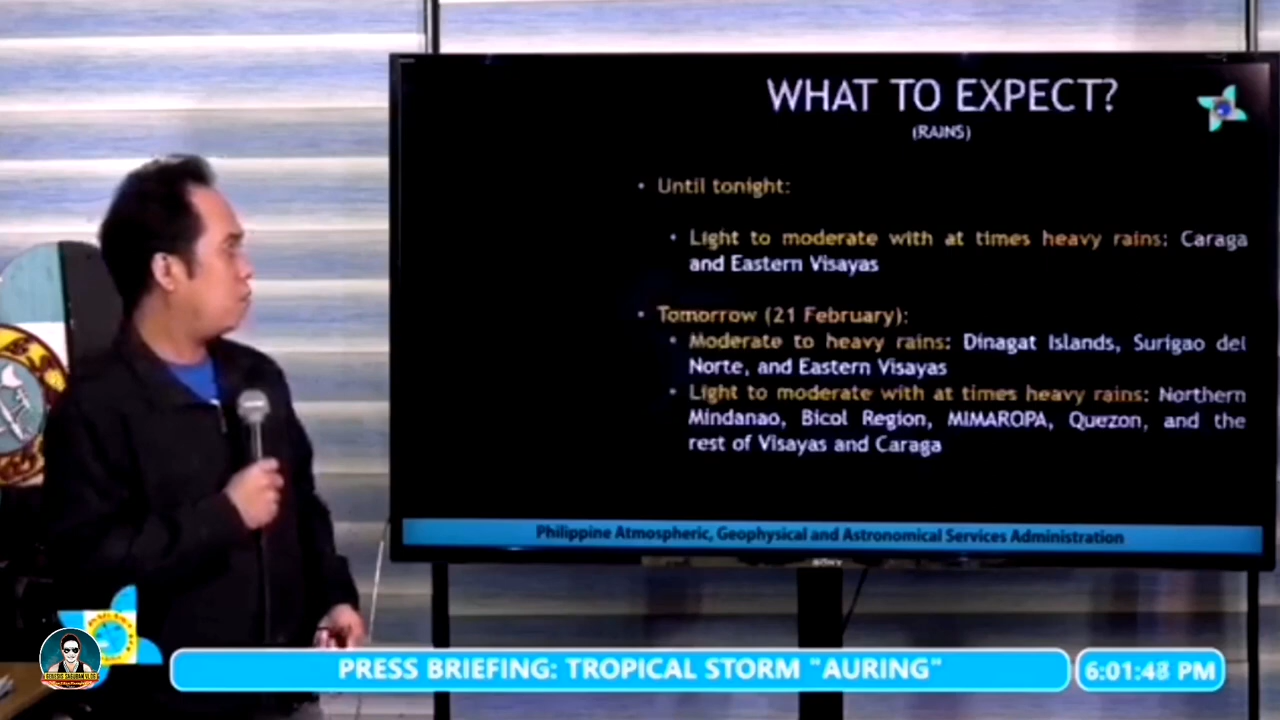 WHAT TO EXPECT?
(RAINS)
• Until tonight:
• Light to moderate with at times heavy rains: Caraga
and Eastern Visayas
• Tomorrow (21 February):
• Moderate to heavy rains: Dinagat Islands, Surigao del
Norte, and Eastern Visayas
• Light to moderate with at times heavy rains: Northern
Mindanao, Bicol Region, MIMAROPA, Quezon, and the
rest of Visayas and Caraga
Philippine Atmospheric, Geophysical and Astronomical Services Administration
SONY
PRESS BRIEFING: TROPICAL STORM "AURING"
6:01:48 PM